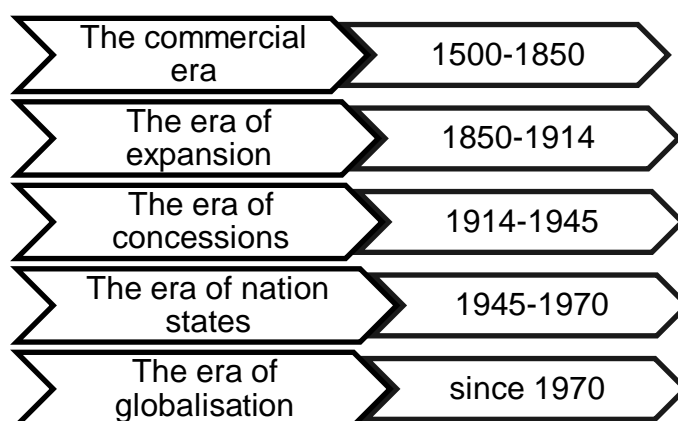 The commercial
era
1500-1850
The era of
expansion
1850-1914
The era of
concessions
1914-1945
The era of nation
states
1945-1970
The era of
globalisation
since 1970